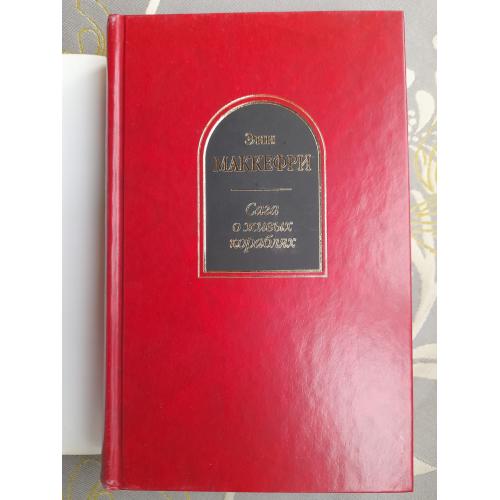 Энн
МАККЕФРИ
Сага
о живых
кораблях